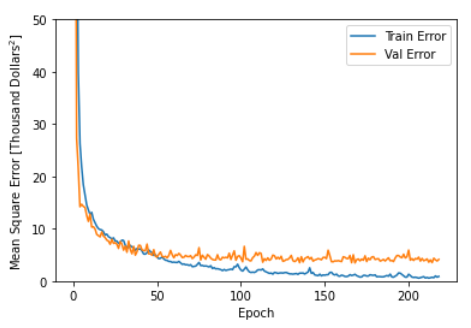 50
40
30
20
10
0
Mean Square Error [Thousand Dollars²]
Train Error
Val Error
0 50 100 150 200
Epoch